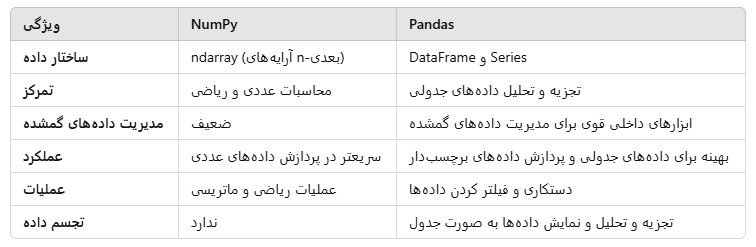 ویژگی NumPy Pandas
ساختار داده ndarray (آرایه‌های n-بعدی) DataFrame و Series
تمرکز محاسبات عددی و ریاضی تجزیه و تحلیل داده‌های جدولی
مدیریت داده‌های گمشده ضعیف ابزارهای داخلی قوی برای مدیریت داده‌های گمشده
عملکرد سریعتر در پردازش داده‌های عددی بهینه برای داده‌های جدولی و پردازش داده‌های برچسب‌دار
عملیات عملیات ریاضی و ماتریسی دستکاری و فیلتر کردن داده‌ها
تجسم داده ندارد تجزیه و تحلیل و نمایش داده‌ها به صورت جدول